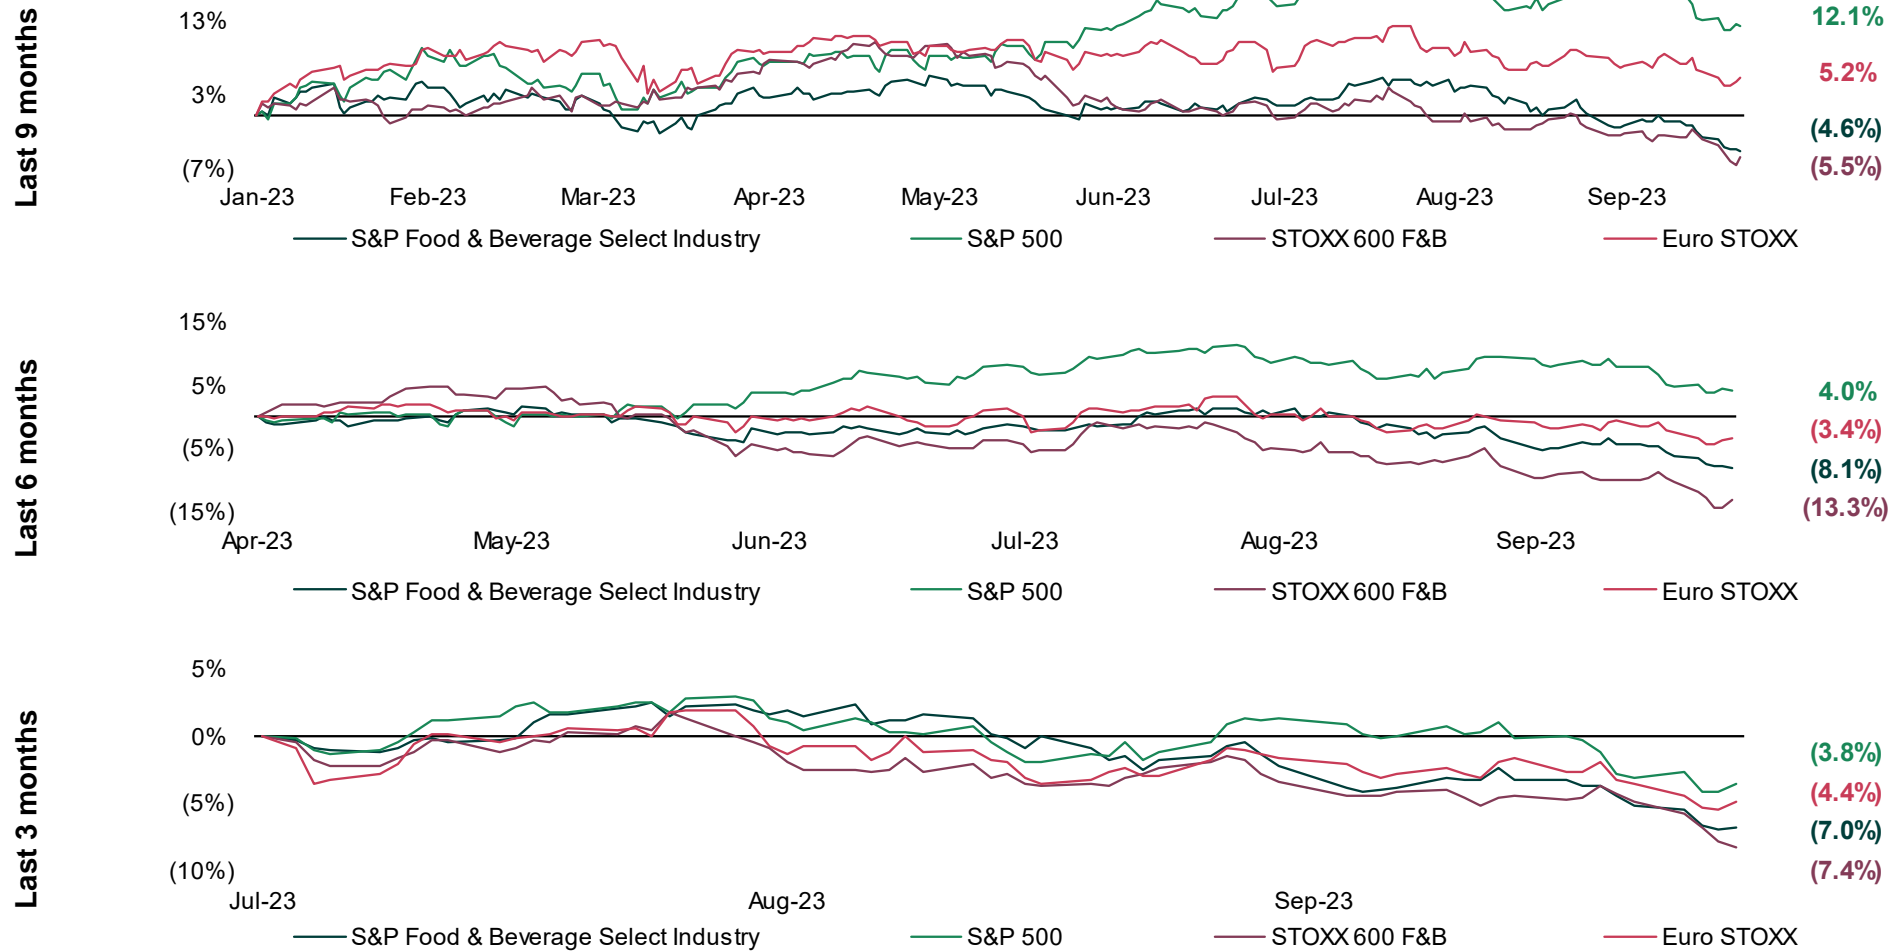 Last 9 months
13%
3%
(7%)
12.1%
5.2%
(4.6%)
(5.5%)
Jan-23 Feb-23 Mar-23 Apr-23 May-23 Jun-23 Jul-23 Aug-23 Sep-23
S&P Food & Beverage Select Industry S&P 500 STOXX 600 F&B Euro STOXX
Last 6 months
15%
5%
(5%)
(15%)
4.0%
(3.4%)
(8.1%)
(13.3%)
Apr-23 May-23 Jun-23 Jul-23 Aug-23 Sep-23
S&P Food & Beverage Select Industry S&P 500 STOXX 600 F&B Euro STOXX
Last 3 months
5%
0%
(5%)
(10%)
(3.8%)
(4.4%)
(7.0%)
(7.4%)
Jul-23 Aug-23 Sep-23
S&P Food & Beverage Select Industry S&P 500 STOXX 600 F&B Euro STOXX